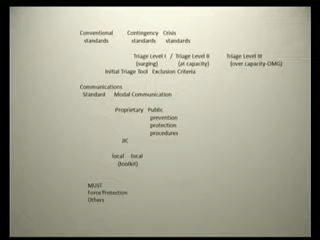 Conventional Contingency Crisis
standards standards standards
Triage Level I / Triage Level II Triage Level III
(surging) (at capacity) (over capacity-OMG)
Initial Triage Tool Exclusion Criteria
Communications
Standard Modal Communication
Proprietary Public
prevention
protection
procedures
JIC
local local
(toolkit)
MUST
Force Protection
Others